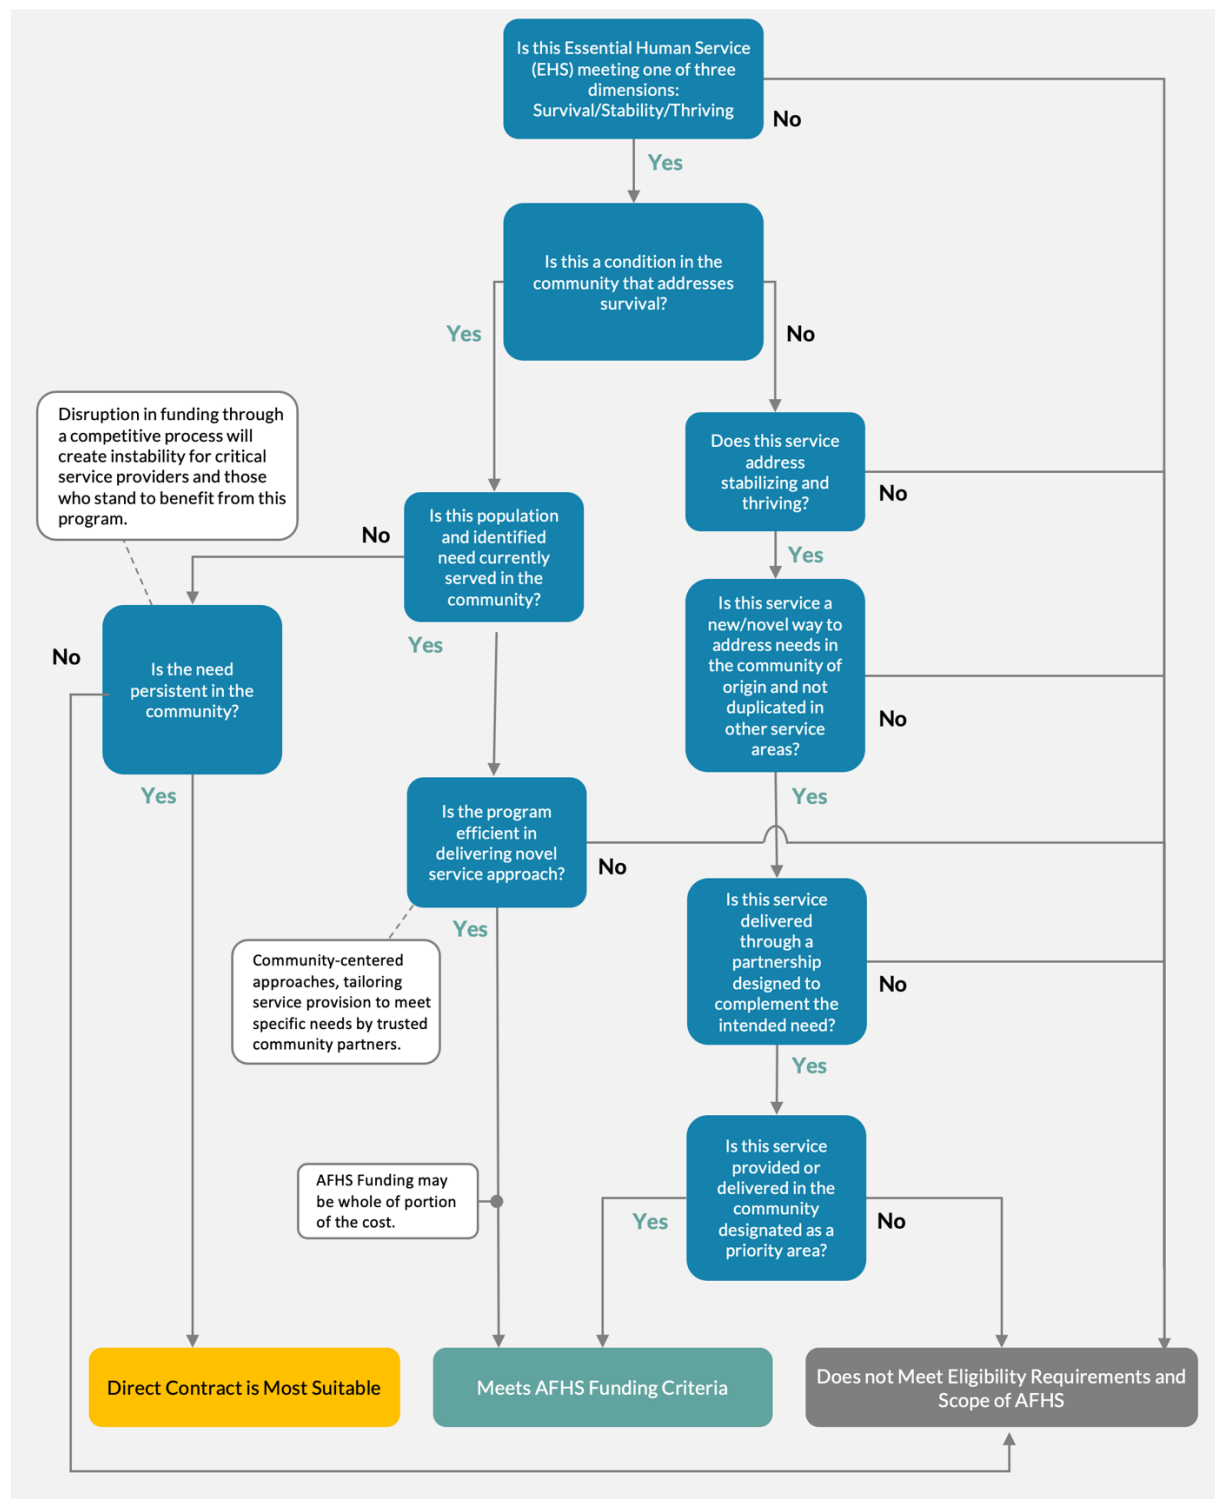 Is this Essential Human Service
(EHS) meeting one of three
dimensions:
Survival/Stability/Thriving
No
Yes
Is this a condition in the
community that addresses
survival?
Yes
No
Disruption in funding through
a competitive process will
create instability for critical
service providers and those
who stand to benefit from this
program.
Does this service
address
stabilizing and
thriving?
No
Yes
Is this population
and identified
need currently
served in the
community?
No
Yes
Is the need
persistent in the
community?
No
Yes
Is this service a
new/novel way to
address needs in
the community of
origin and not
duplicated in
other service
areas?
No
Yes
Is the program
efficient in
delivering novel
service approach?
No
Yes
Community-centered
approaches, tailoring
service provision to meet
specific needs by trusted
community partners.
Is this service
delivered
through a
partnership
designed to
complement the
intended need?
No
Yes
AFHS Funding may
be whole of portion
of the cost.
Is this service
provided or
delivered in the
community
designated as a
priority area?
Yes
No
Direct Contract is Most Suitable
Meets AFHS Funding Criteria
Does not Meet Eligibility Requirements and
Scope of AFHS